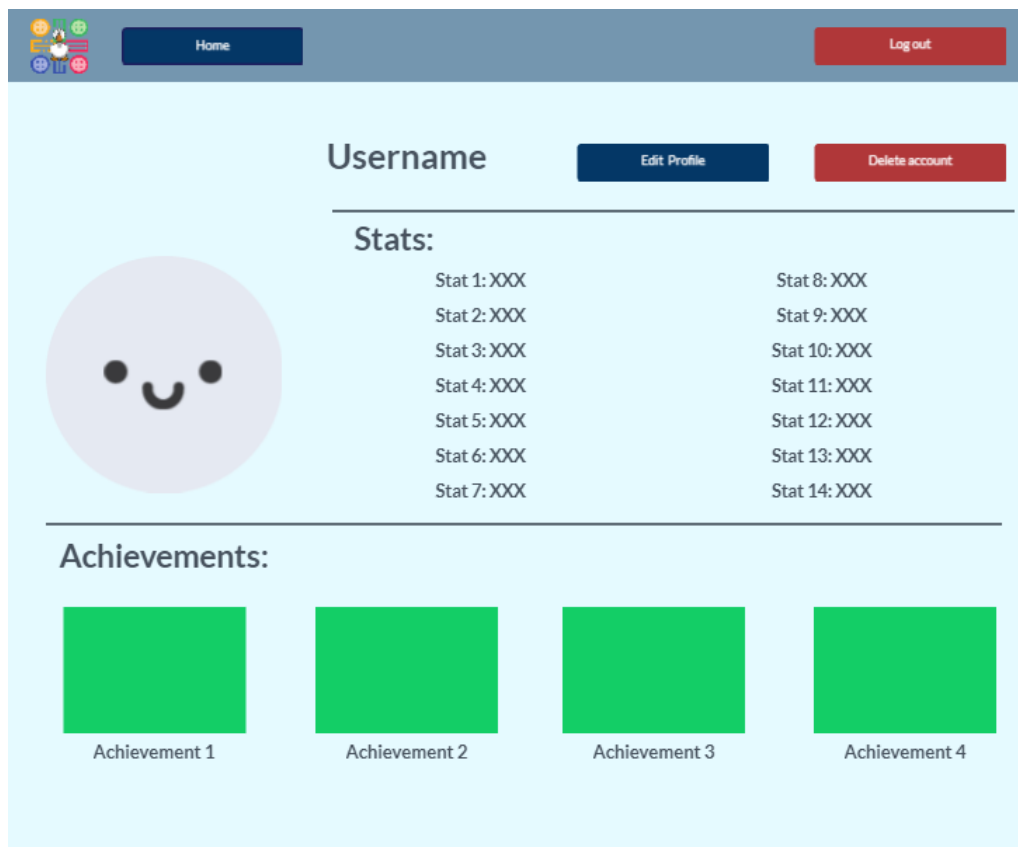 Home
Log out
Username
Edit Profile
Delete account
Stats:
Stat 1: XXX
Stat 2: XXX
Stat 3: XXX
Stat 4: XXX
Stat 5: XXX
Stat 6: XXX
Stat 7: XXX
Stat 8: XXX
Stat 9: XXX
Stat 10: XXX
Stat 11: XXX
Stat 12: XXX
Stat 13: XXX
Stat 14: XXX
Achievements:
Achievement 1
Achievement 2
Achievement 3
Achievement 4